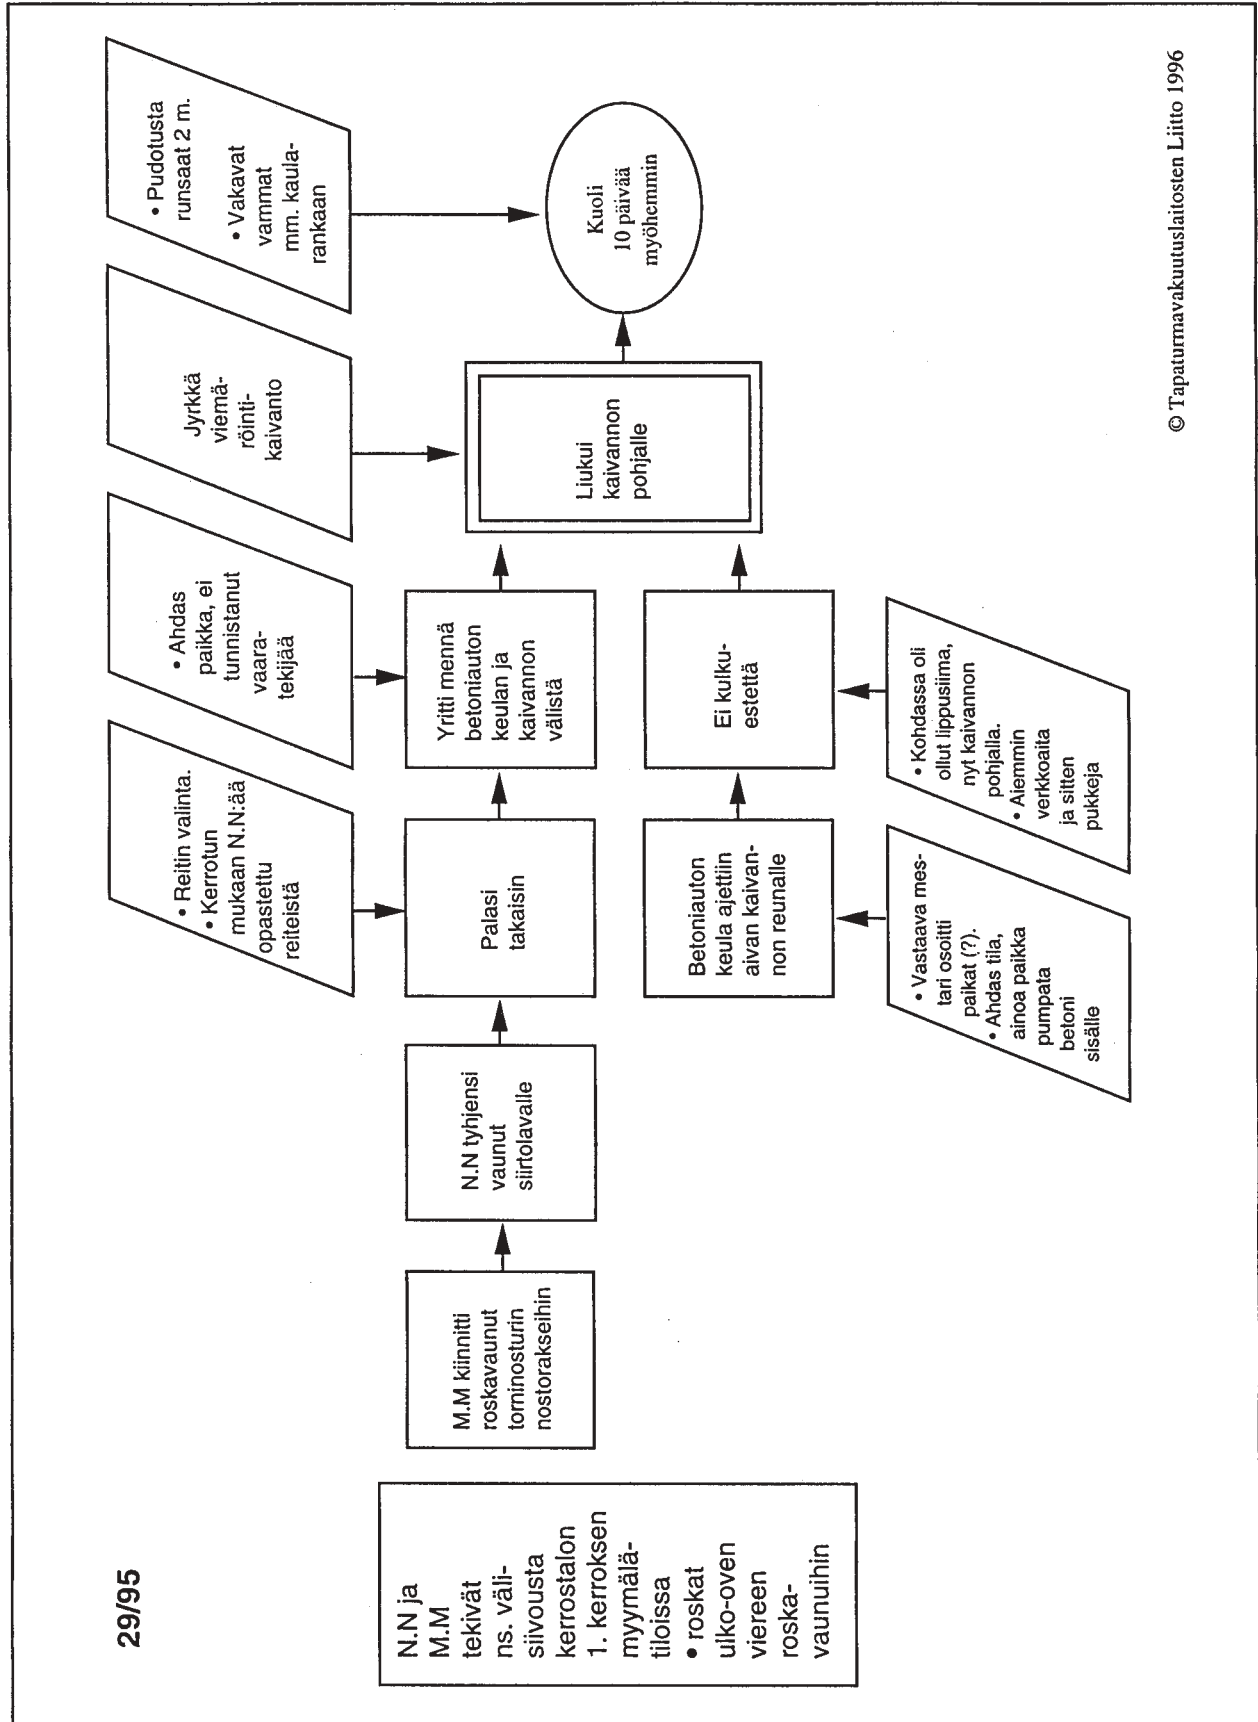 29/95
N.N ja
M.M
tekivät
ns. väli-
siivousta
kerrostalon
1. kerroksen
myymälä-
tiloissa
• roskat
ulko-oven
viereen
roska-
vaunuihin
M.M kiinnitti
roskavaunut
torninosturin
nostorakseihin
N.N tyhjensi
vaunut
siirtolavalle
Palasi
takaisin
• Reitin valinta.
• Kerrotun
mukaan N.N:ää
opastettu
reiteistä
Yritti mennä
betoniauton
keulan ja
kaivannon
välistä
• Ahdas
paikka, ei
tunnistanut
vaara-
tekijää
Betoniauton
keula ajettiin
aivan kaivan-
non reunalle
• Vastaava mes-
tari osoitti
paikat (?).
• Ahdas tila,
ainoa paikka
pumpata
betoni
sisälle
Ei kulku-
estettä
• Kohdassa oli
ollut lippusiima,
nyt kaivannon
pohjalla.
• Aiemmin
verkkoaita
ja sitten
pukkeja
Liukui
kaivannon
pohjalle
Jyrkkä
viemä-
röinti-
kaivanto
Kuoli
10 päivää
myöhemmin
• Pudotusta
runsaat 2 m.
• Vakavat
vammat
mm. kaula-
rankaan
© Tapaturmavakuutuslaitosten Liitto 1996